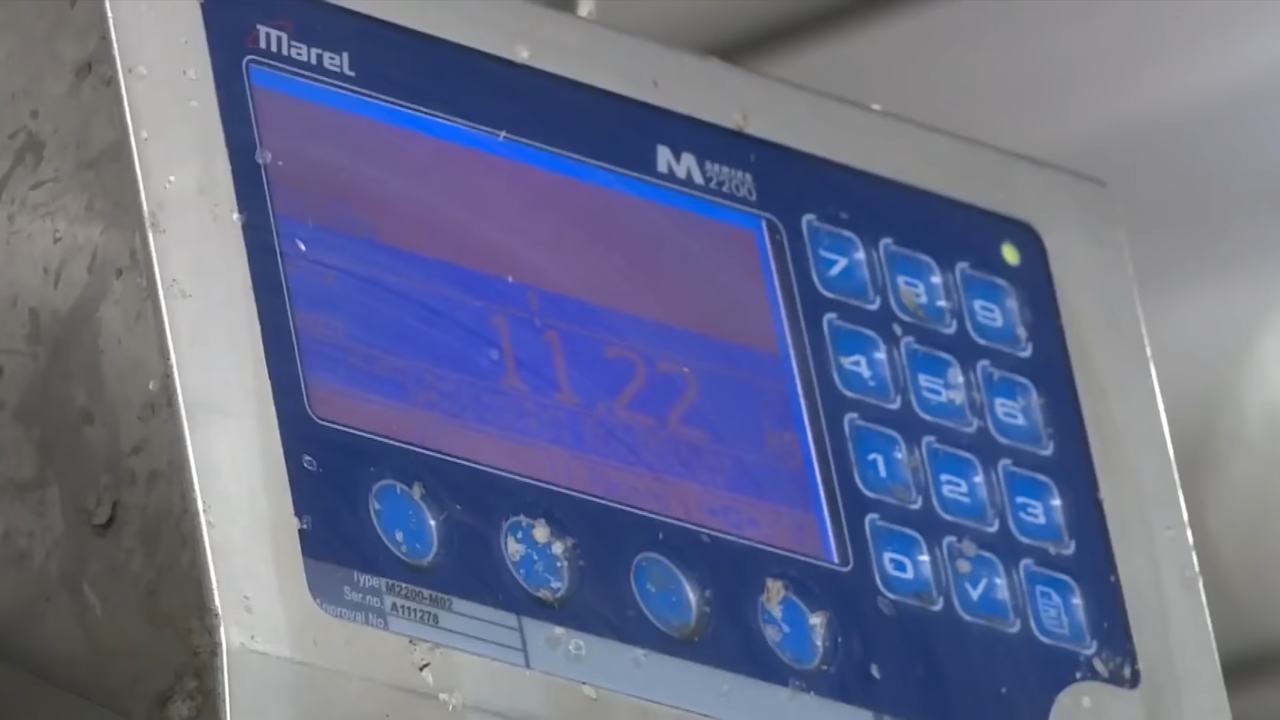 marel
M SERIES 2200
11.22
7 8 9
4 5 6
1 2 3
0
Type M2200-M02
Ser.no. A111278
Approval No.